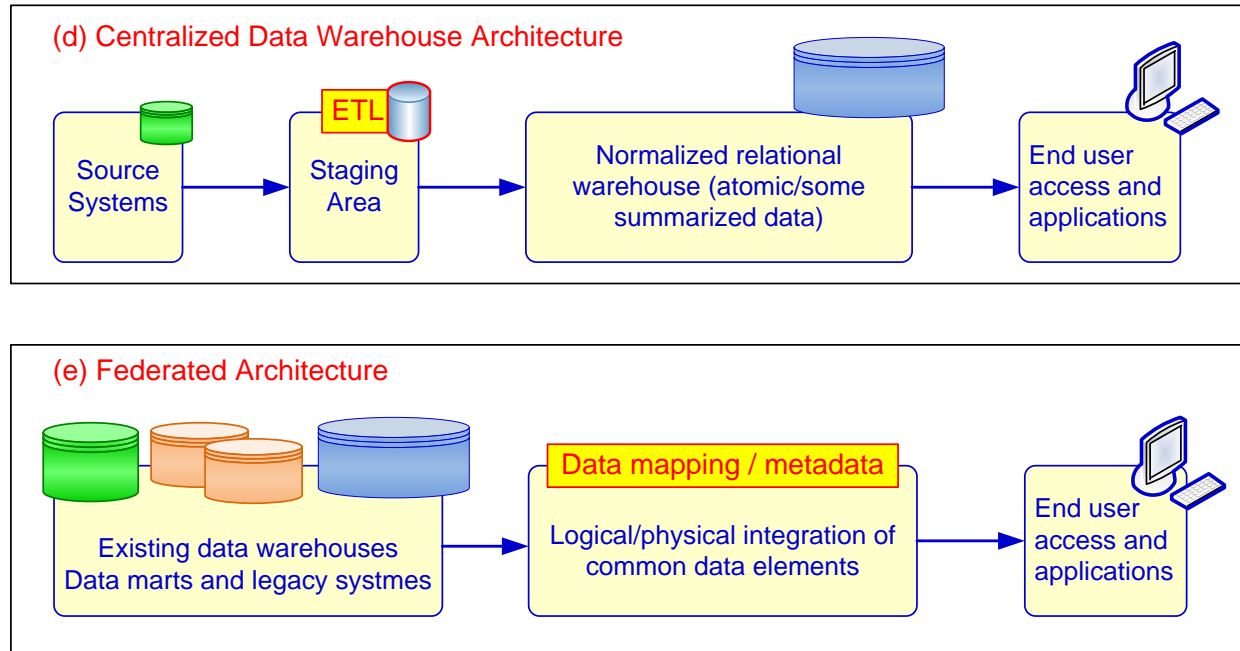 (d) Centralized Data Warehouse Architecture
ETL
Source
Systems
Staging
Area
Normalized relational
warehouse (atomic/some
summarized data)
End user
access and
applications
(e) Federated Architecture
Existing data warehouses
Data marts and legacy systmes
Data mapping / metadata
Logical/physical integration of
common data elements
End user
access and
applications